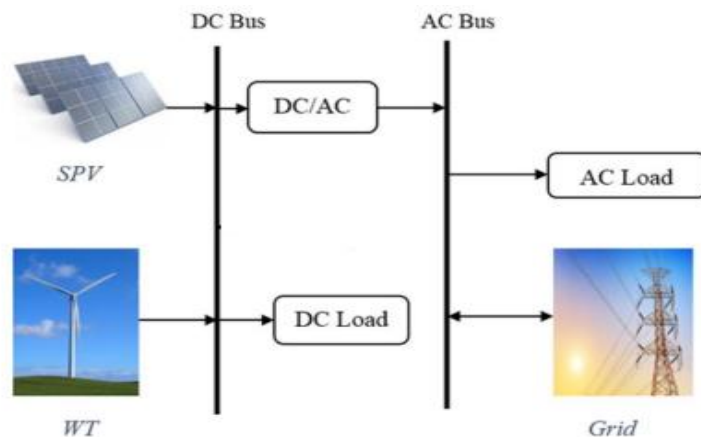 DC Bus
AC Bus
DC/AC
SPV
AC Load
DC Load
WT
Grid